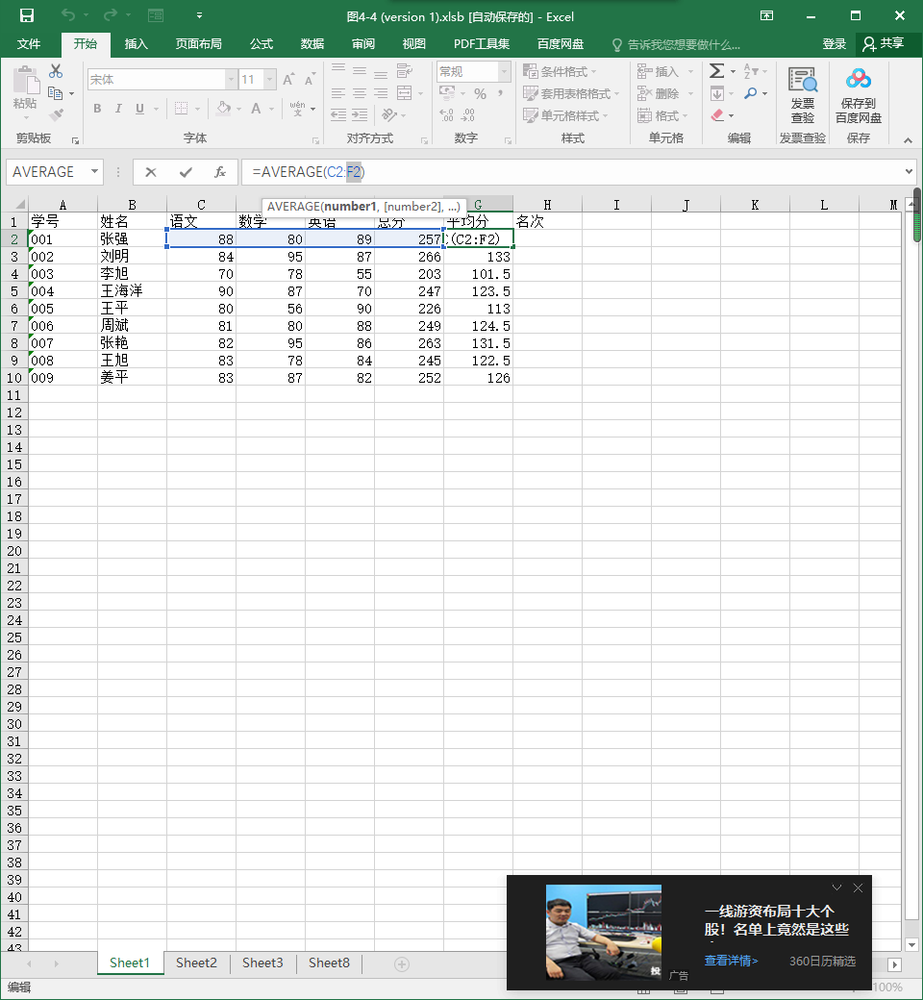 图4-4 (version 1).xlsb [自动保存的] - Excel
文件 开始 插入 页面布局 公式 数据 审阅 视图 PDF工具集 百度网盘 告诉我您想要做什么... 登录 共享
粘贴
宋体 11
B I U A wén 文
常规
% ,
条件格式
套用表格格式
单元格样式
插入
删除
格式
发票
查验
保存到
百度网盘
剪贴板 字体 对齐方式 数字 样式 单元格 编辑 发票查验 保存
AVERAGE =AVERAGE(C2:F2)
AVERAGE(number1, [number2], ...)
A B C G H I J K L M
1 学号 姓名 语文 数学 英语 总分 平均分 名次
2 001 张强 88 80 89 257 (C2:F2)
3 002 刘明 84 95 87 266 133
4 003 李旭 70 78 55 203 101.5
5 004 王海洋 90 87 70 247 123.5
6 005 王平 80 56 90 226 113
7 006 周斌 81 80 88 249 124.5
8 007 张艳 82 95 86 263 131.5
9 008 王旭 83 78 84 245 122.5
10 009 姜平 83 87 82 252 126
11
12
13
14
15
16
17
18
19
20
21
22
23
24
25
26
27
28
29
30
31
32
33
34
35
36
37
38
39
40
41
42
43
一线游资布局十大个
股！名单上竟然是这些
查看详情> 360日历精选
广告
Sheet1 Sheet2 Sheet3 Sheet8
编辑 100%